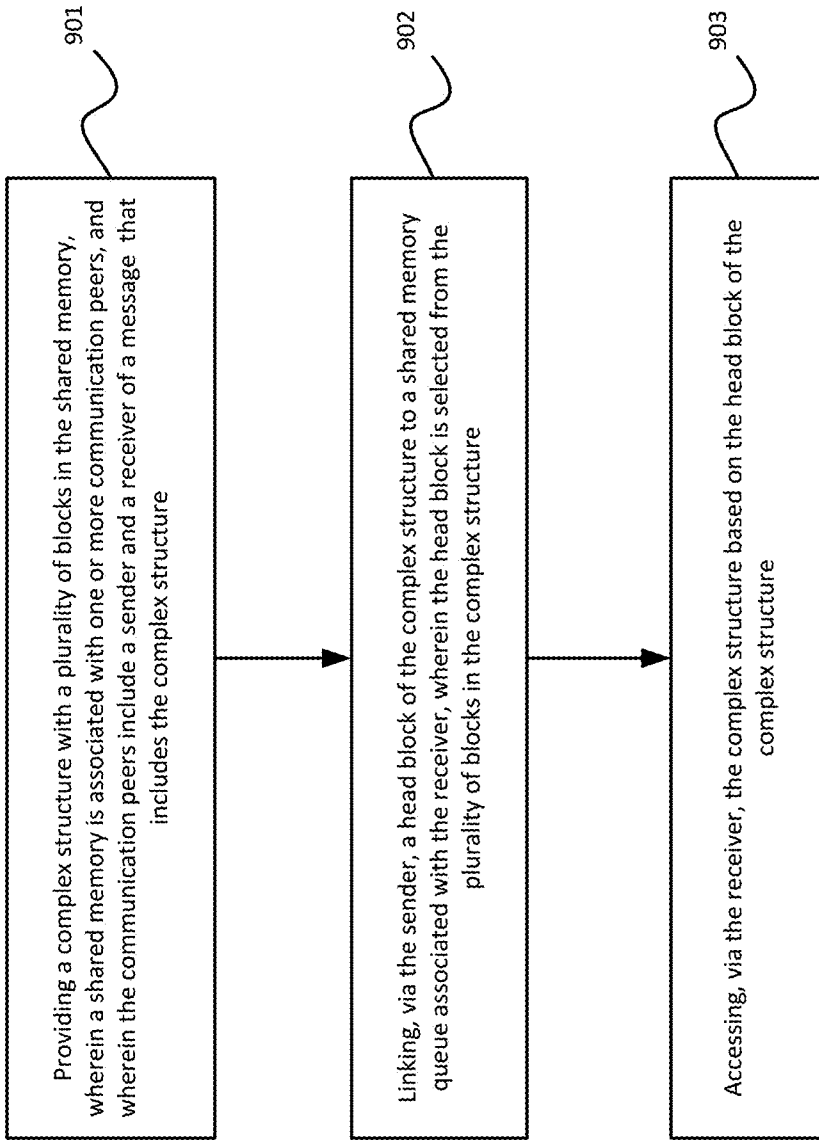 Providing a complex structure with a plurality of blocks in the shared memory,
wherein a shared memory is associated with one or more communication peers, and
wherein the communication peers include a sender and a receiver of a message that
includes the complex structure
901
Linking, via the sender, a head block of the complex structure to a shared memory
queue associated with the receiver, wherein the head block is selected from the
plurality of blocks in the complex structure
902
Accessing, via the receiver, the complex structure based on the head block of the
complex structure
903